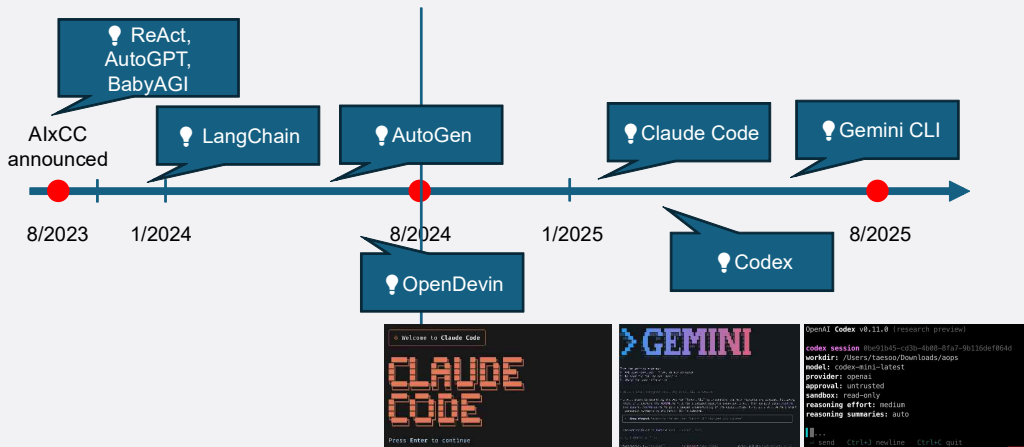 ReAct,
AutoGPT,
BabyAGI
AIxCC
announced
LangChain
AutoGen
Claude Code
Gemini CLI
8/2023
1/2024
8/2024
1/2025
8/2025
OpenDevin
Codex
Welcome to Claude Code
CLAUDE
CODE
Press Enter to continue
>GEMINI
OpenAI Codex v0.11.0 (research preview)
codex session 0be91b45-cd3b-4b08-8fa7-9b116def064d
workdir: /Users/taesoo/Downloads/aops
model: codex-mini-latest
provider: openai
approval: untrusted
sandbox: read-only
reasoning effort: medium
reasoning summaries: auto
send Ctrl+J newline Ctrl+C quit